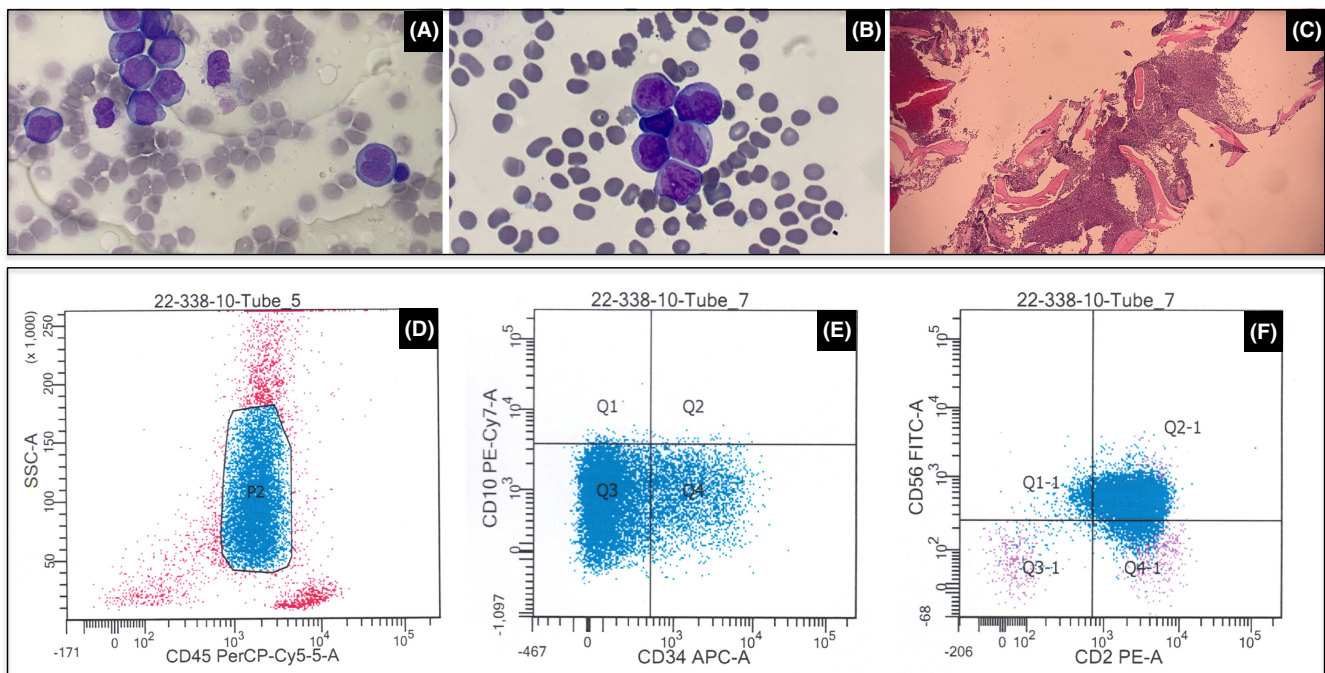 (A)
(B)
(C)
22-338-10-Tube_5
(D)
SSC-A
(x 1,000)
50
100
150
200
250
P2
-171
0
10²
10³
10⁴
10⁵
CD45 PerCP-Cy5-5-A
22-338-10-Tube_7
(E)
CD10 PE-Cy7-A
-1,097
0
10³
10⁴
10⁵
Q1
Q2
Q3
Q4
-467
0
10³
10⁴
10⁵
CD34 APC-A
22-338-10-Tube_7
(F)
CD56 FITC-A
-68
0
10²
10³
10⁴
10⁵
Q2-1
Q1-1
Q3-1
Q4-1
-206
0
10²
10³
10⁴
10⁵
CD2 PE-A